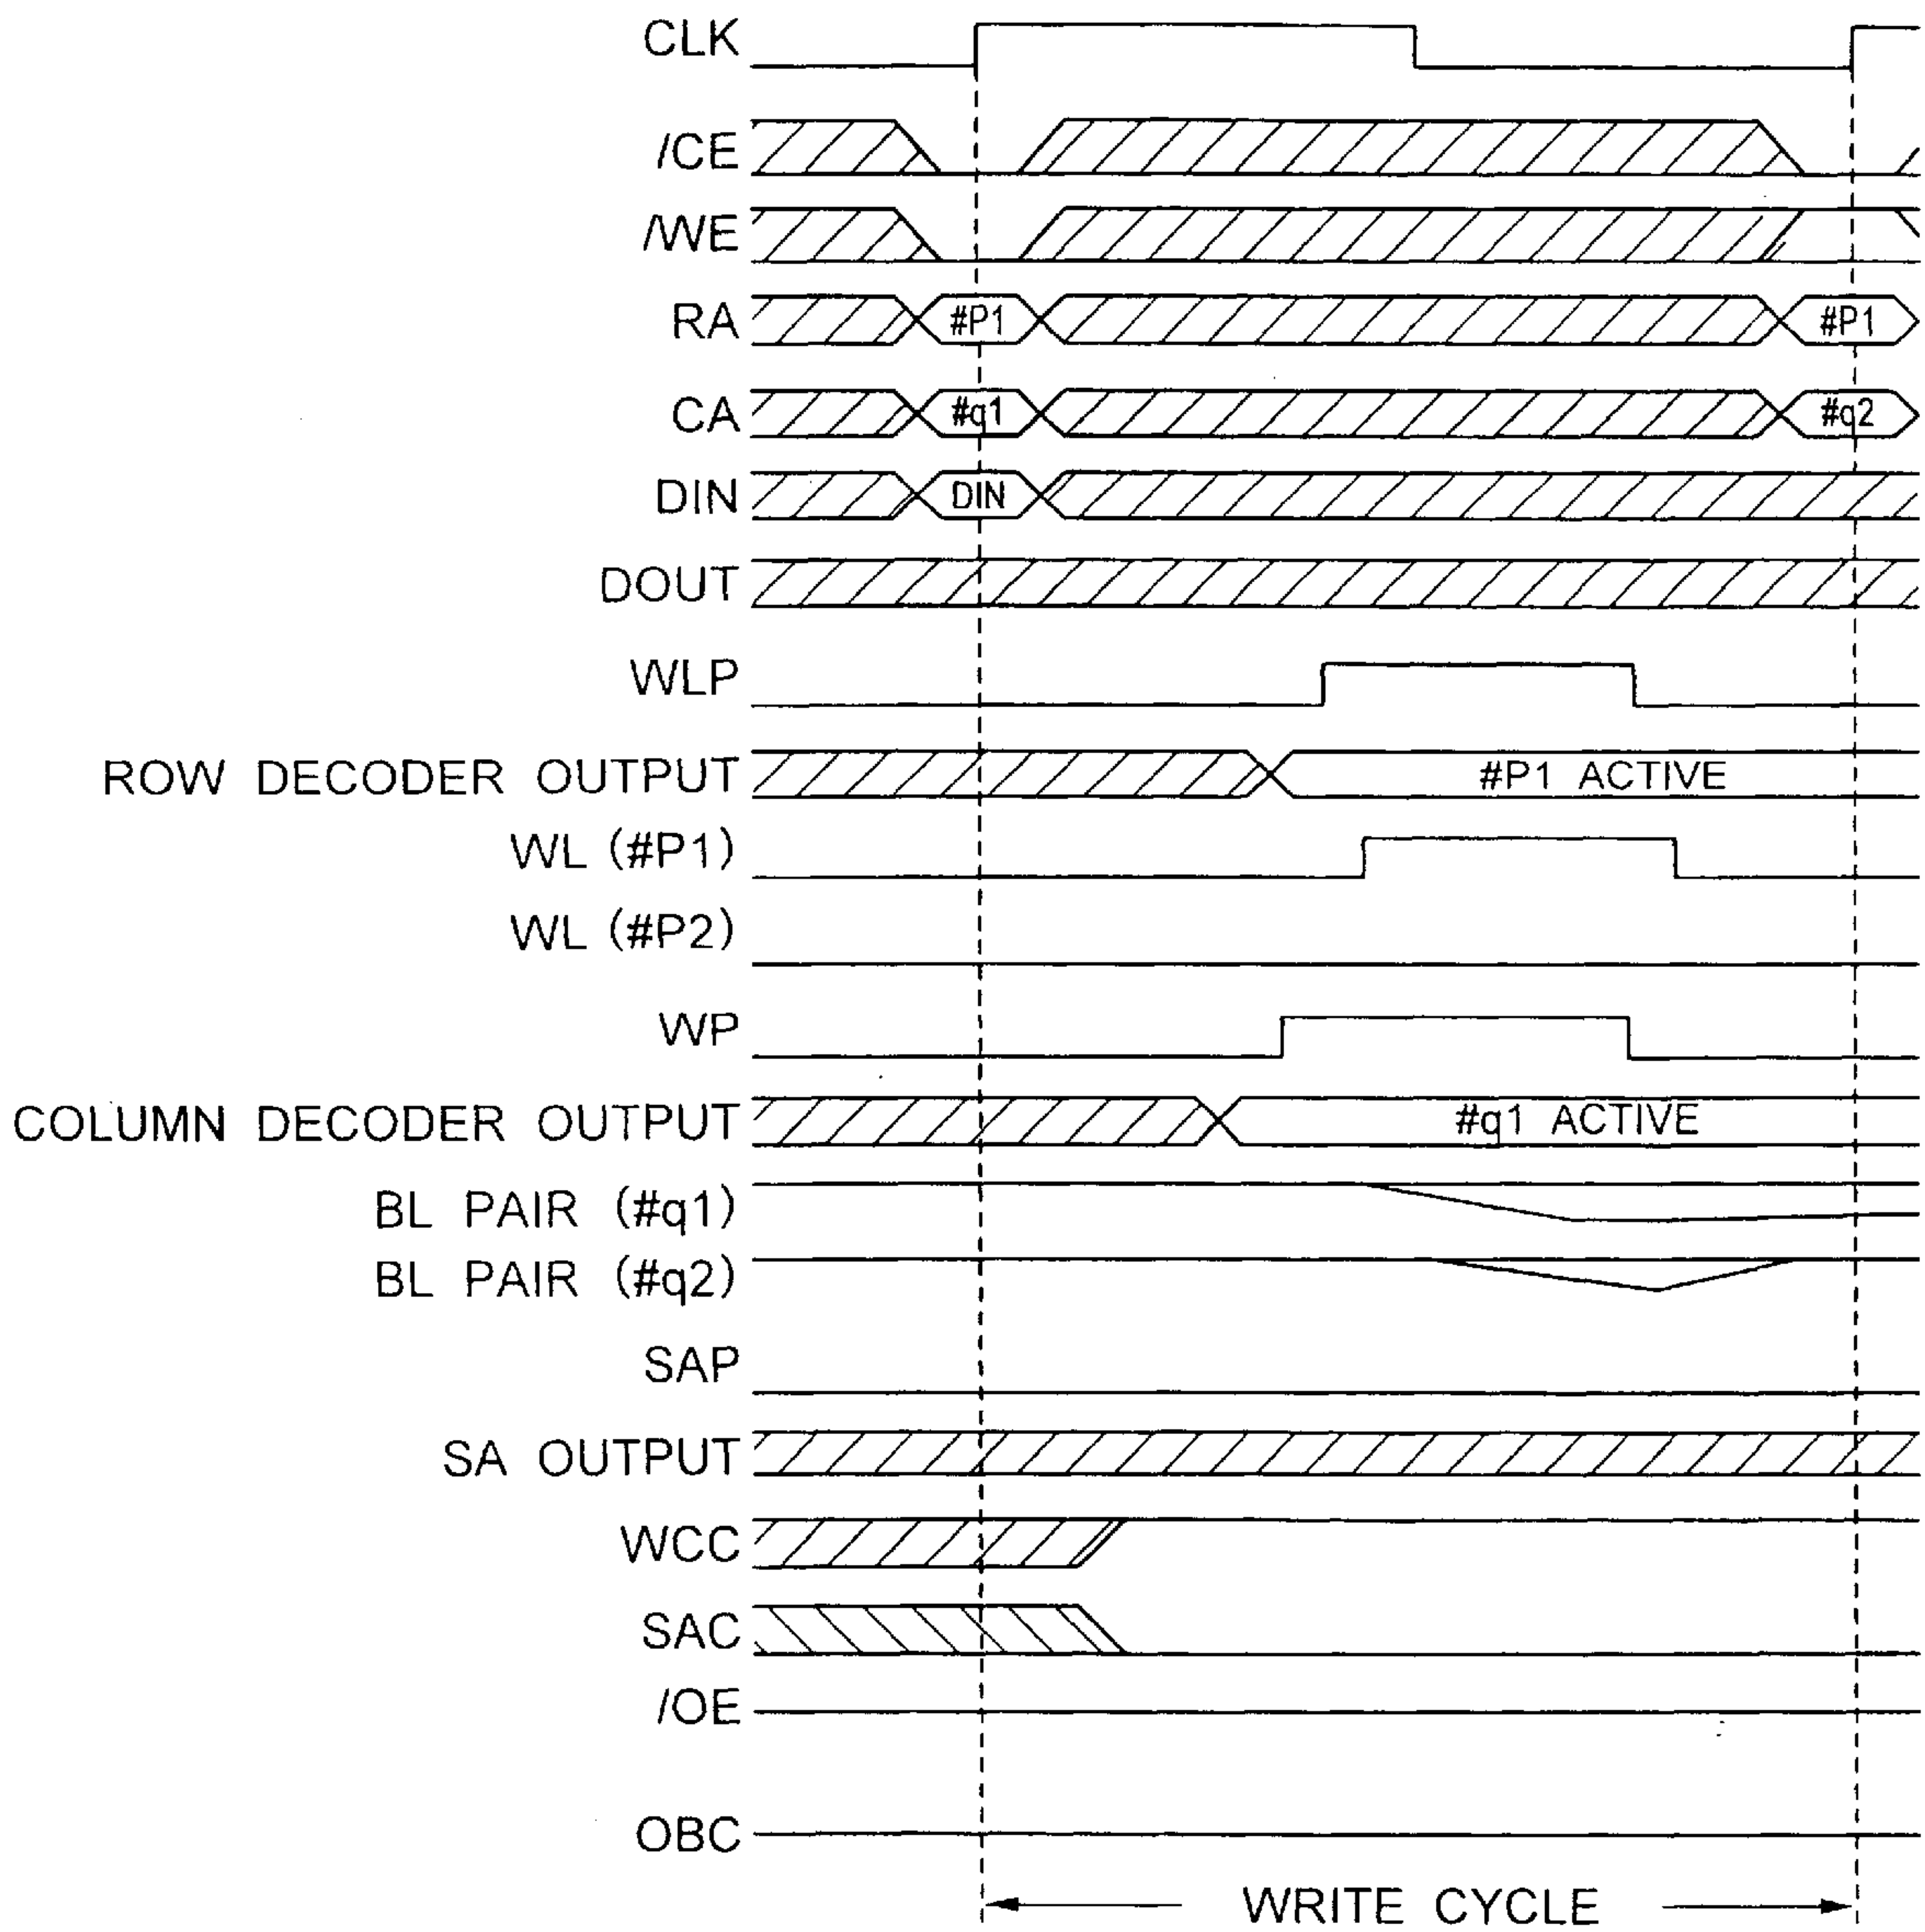 CLK
/CE
/WE
RA #P1 #P1
CA #q1 #q2
DIN DIN
DOUT
WLP
ROW DECODER OUTPUT #P1 ACTIVE
WL (#P1)
WL (#P2)
WP
COLUMN DECODER OUTPUT #q1 ACTIVE
BL PAIR (#q1)
BL PAIR (#q2)
SAP
SA OUTPUT
WCC
SAC
/OE
OBC
WRITE CYCLE